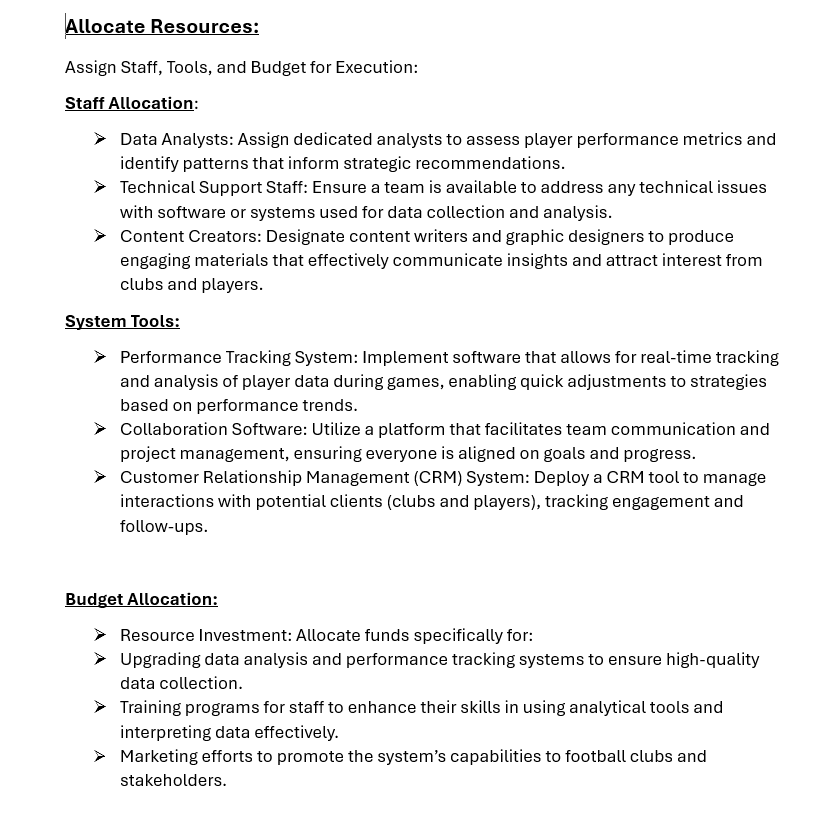 Allocate Resources:
Assign Staff, Tools, and Budget for Execution:
Staff Allocation:
➢ Data Analysts: Assign dedicated analysts to assess player performance metrics and
identify patterns that inform strategic recommendations.
➢ Technical Support Staff: Ensure a team is available to address any technical issues
with software or systems used for data collection and analysis.
➢ Content Creators: Designate content writers and graphic designers to produce
engaging materials that effectively communicate insights and attract interest from
clubs and players.
System Tools:
➢ Performance Tracking System: Implement software that allows for real-time tracking
and analysis of player data during games, enabling quick adjustments to strategies
based on performance trends.
➢ Collaboration Software: Utilize a platform that facilitates team communication and
project management, ensuring everyone is aligned on goals and progress.
➢ Customer Relationship Management (CRM) System: Deploy a CRM tool to manage
interactions with potential clients (clubs and players), tracking engagement and
follow-ups.
Budget Allocation:
➢ Resource Investment: Allocate funds specifically for:
➢ Upgrading data analysis and performance tracking systems to ensure high-quality
data collection.
➢ Training programs for staff to enhance their skills in using analytical tools and
interpreting data effectively.
➢ Marketing efforts to promote the system’s capabilities to football clubs and
stakeholders.